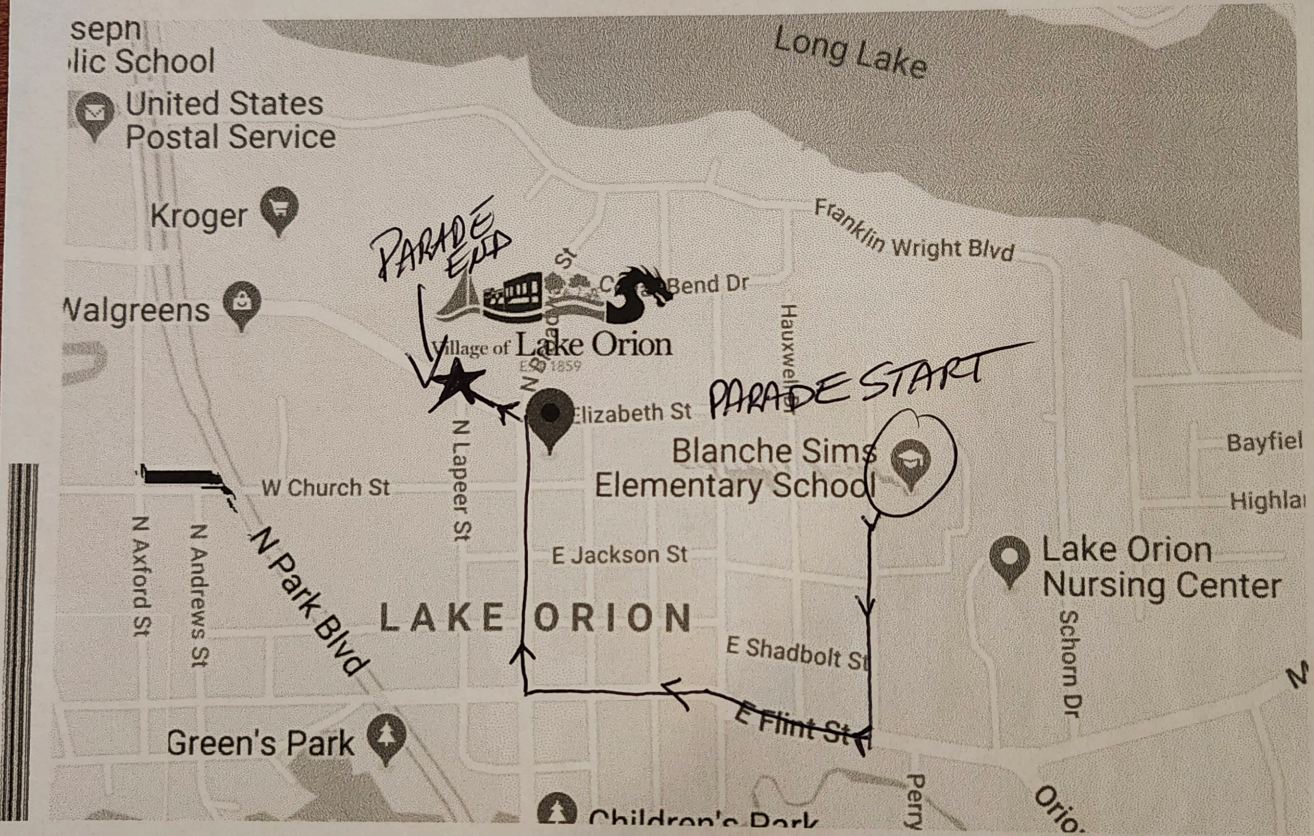 seph
lic School
Long Lake
United States
Postal Service
Kroger
PARADE
END
St
Franklin Wright Blvd
Bend Dr
Walgreens
Hauxwell
Village of Lake Orion
1859
PARADE START
Elizabeth St
N Lapeer St
Blanche Sims
Elementary School
Bayfiel
W Church St
Highla
N Axford St
N Andrews St
N Park Blvd
E Jackson St
Lake Orion
Nursing Center
LAKE ORION
E Shadbolt St
Schorn Dr
N
E Flint St
Green's Park
Perry
Orio
Children's Park